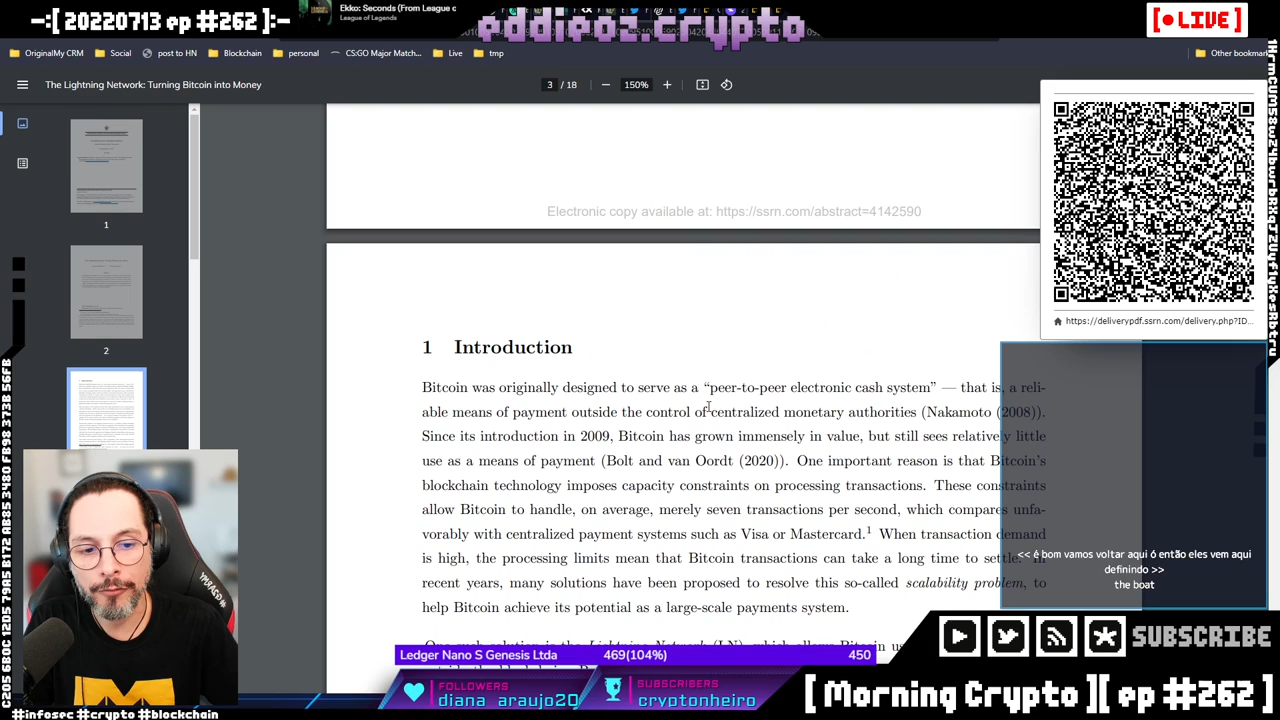 -:[ 20220713 ep #262 ]:-
Ekko: Seconds (From League o
League of Legends
eddieoz.crypto
[●LIVE]
OriginalMy CRM
Social
post to HN
Blockchain
personal
CS:GO Major Match...
Live
tmp
Other bookmar
The Lightning Network: Turning Bitcoin into Money
3 / 18
150%
1
2
Electronic copy available at: https://ssrn.com/abstract=4142590
https://deliverypdf.ssrn.com/delivery.php?ID...
1 Introduction
Bitcoin was originally designed to serve as a “peer-to-peer electronic cash system” — that is, a reli-
able means of payment outside the control of centralized monetary authorities (Nakamoto (2008)).
Since its introduction in 2009, Bitcoin has grown immensely in value, but still sees relatively little
use as a means of payment (Bolt and van Oordt (2020)). One important reason is that Bitcoin’s
blockchain technology imposes capacity constraints on processing transactions. These constraints
allow Bitcoin to handle, on average, merely seven transactions per second, which compares unfa-
vorably with centralized payment systems such as Visa or Mastercard.1 When transaction demand
is high, the processing limits mean that Bitcoin transactions can take a long time to settle. In
recent years, many solutions have been proposed to resolve this so-called scalability problem, to
help Bitcoin achieve its potential as a large-scale payments system.
<< é bom vamos voltar aqui ó então eles vem aqui
definindo >>
the boat
Ledger Nano S Genesis Ltda 469(104%) 450
FOLLOWERS
diana_araujo20
SUBSCRIBERS
cryptonheiro
SUBSCRIBE
[ Morning Crypto ][ ep #262 ]
#infosec #crypto #blockchain